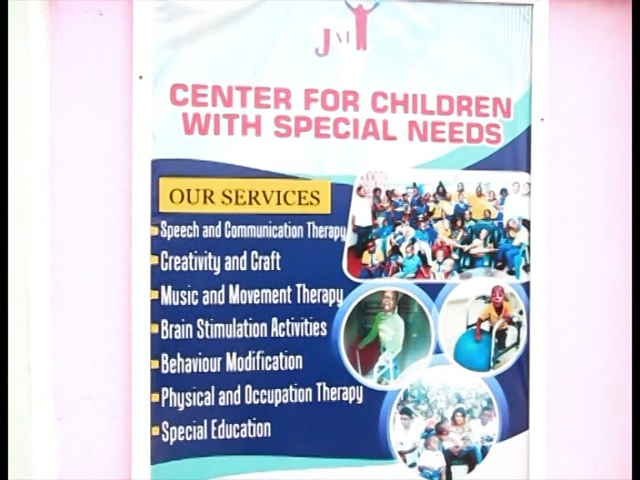 JM
CENTER FOR CHILDREN
WITH SPECIAL NEEDS
OUR SERVICES
Speech and Communication Therapy
Creativity and Craft
Music and Movement Therapy
Brain Stimulation Activities
Behaviour Modification
Physical and Occupation Therapy
Special Education